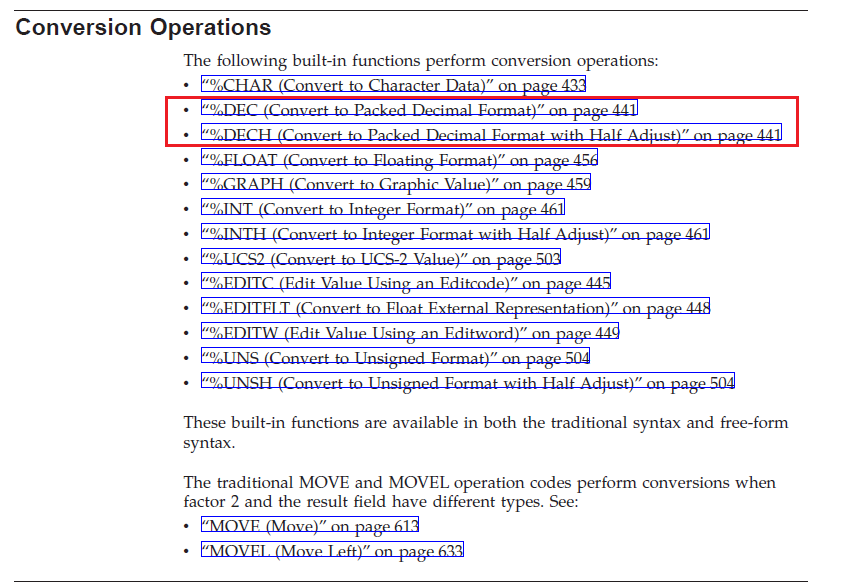 Conversion Operations
The following built-in functions perform conversion operations:
• “%CHAR (Convert to Character Data)” on page 433
• “%DEC (Convert to Packed Decimal Format)” on page 441
• “%DECH (Convert to Packed Decimal Format with Half Adjust)” on page 441
• “%FLOAT (Convert to Floating Format)” on page 456
• “%GRAPH (Convert to Graphic Value)” on page 459
• “%INT (Convert to Integer Format)” on page 461
• “%INTH (Convert to Integer Format with Half Adjust)” on page 461
• “%UCS2 (Convert to UCS-2 Value)” on page 503
• “%EDITC (Edit Value Using an Editcode)” on page 445
• “%EDITFLT (Convert to Float External Representation)” on page 448
• “%EDITW (Edit Value Using an Editword)” on page 449
• “%UNS (Convert to Unsigned Format)” on page 504
• “%UNSH (Convert to Unsigned Format with Half Adjust)” on page 504
These built-in functions are available in both the traditional syntax and free-form
syntax.
The traditional MOVE and MOVEL operation codes perform conversions when
factor 2 and the result field have different types. See:
• “MOVE (Move)” on page 613
• “MOVEL (Move Left)” on page 633